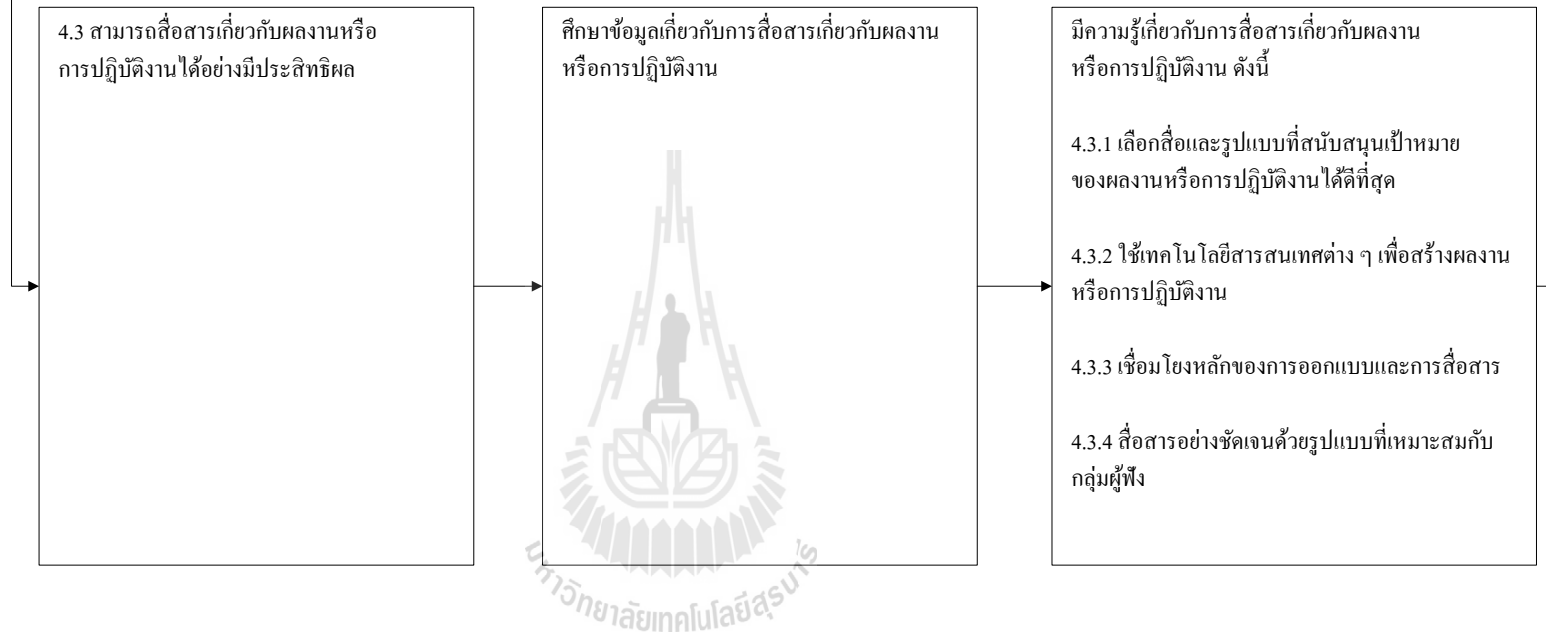 4.3 สามารถสื่อสารเกี่ยวกับผลงานหรือ
การปฏิบัติงานได้อย่างมีประสิทธิผล
ศึกษาข้อมูลเกี่ยวกับการสื่อสารเกี่ยวกับผลงาน
หรือการปฏิบัติงาน
มีความรู้เกี่ยวกับการสื่อสารเกี่ยวกับผลงาน
หรือการปฏิบัติงาน ดังนี้
4.3.1 เลือกสื่อและรูปแบบที่สนับสนุนเป้าหมาย
ของผลงานหรือการปฏิบัติงานได้ดีที่สุด
4.3.2 ใช้เทคโนโลยีสารสนเทศต่าง ๆ เพื่อสร้างผลงาน
หรือการปฏิบัติงาน
4.3.3 เชื่อมโยงหลักของการออกแบบและการสื่อสาร
4.3.4 สื่อสารอย่างชัดเจนด้วยรูปแบบที่เหมาะสมกับ
กลุ่มผู้ฟัง
มหาวิทยาลัยเทคโนโลยีสุรนารี